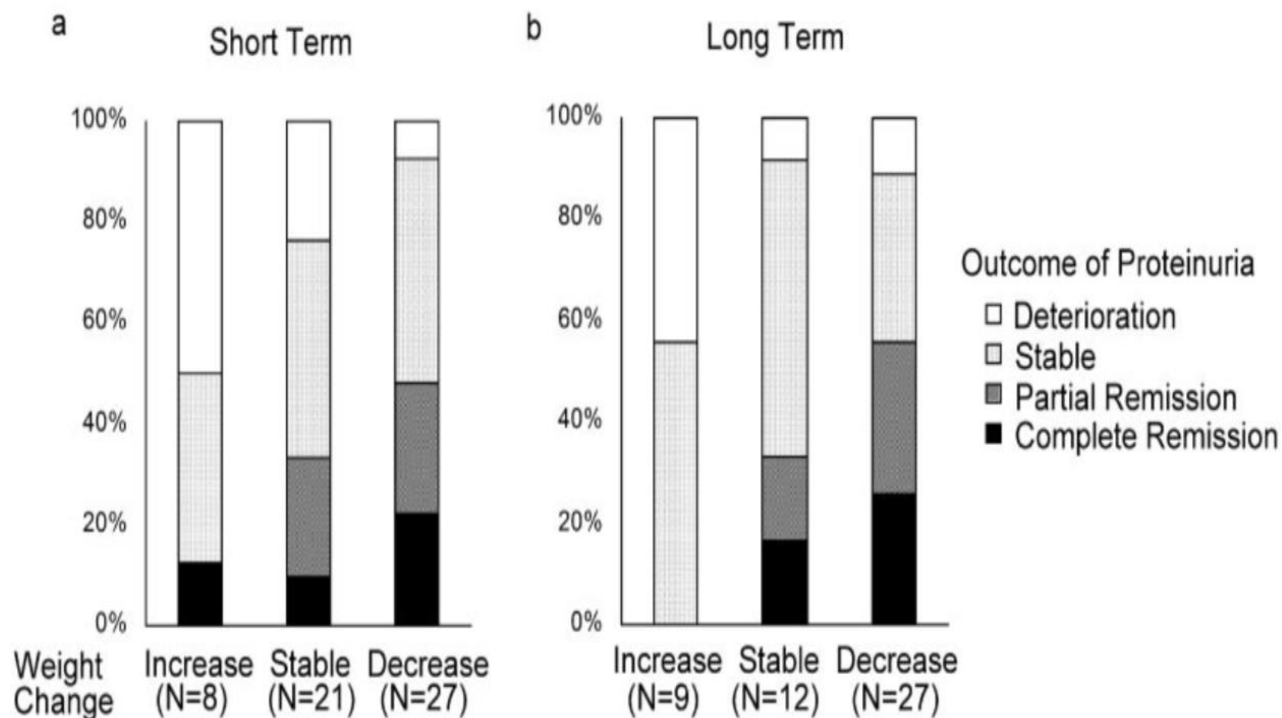 a
Short Term
100%
80%
60%
40%
20%
0%
Weight Change
Increase (N=8)
Stable (N=21)
Decrease (N=27)
b
Long Term
100%
80%
60%
40%
20%
0%
Increase (N=9)
Stable (N=12)
Decrease (N=27)
Outcome of Proteinuria
Deterioration
Stable
Partial Remission
Complete Remission